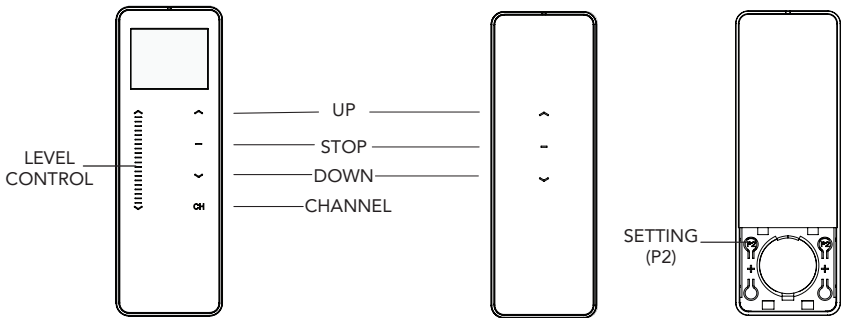 UP
STOP
LEVEL
CONTROL
DOWN
CH
CHANNEL
SETTING
(P2)
P2
P2
+
+